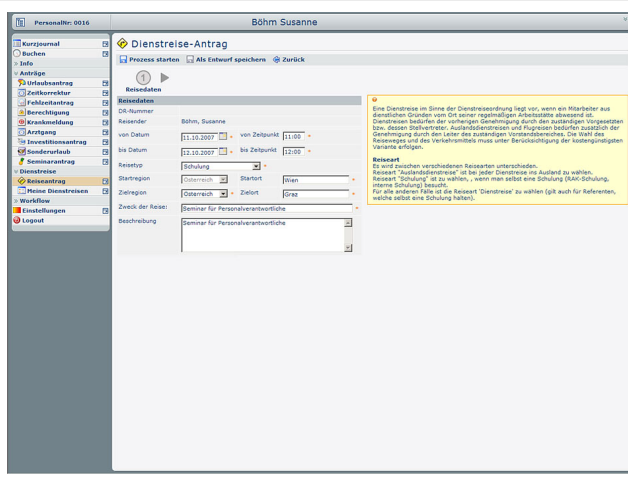 PersonalNr: 0016
Böhm Susanne
Kurzjournal
Buchen
» Info
Anträge
Urlaubsantrag
Zeitkorrektur
Fehlzeitantrag
Berechtigung
Krankmeldung
Arztgang
Investitionsantrag
Sonderurlaub
Seminarantrag
Dienstreise
Reiseantrag
Meine Dienstreisen
» Workflow
Einstellungen
Logout
Dienstreise-Antrag
Prozess starten Als Entwurf speichern Zurück
1
Reisedaten
Reisedaten
DR-Nummer
Reisender Böhm, Susanne
von Datum 11.10.2007 * von Zeitpunkt 11:00 *
bis Datum 12.10.2007 * bis Zeitpunkt 12:00 *
Reisetyp Schulung *
Startregion Österreich Startort Wien *
Zielregion Österreich * Zielort Graz *
Zweck der Reise: Seminar für Personalverantwortliche *
Beschreibung Seminar für Personalverantwortliche
Eine Dienstreise im Sinne der Dienstreiseordnung liegt vor, wenn ein Mitarbeiter aus
dienstlichen Gründen vom Ort seiner regelmäßigen Arbeitsstätte abwesend ist.
Dienstreisen bedürfen der vorherigen Genehmigung durch den zuständigen Vorgesetzten
bzw. dessen Stellvertreter. Auslandsdienstreisen und Flugreisen bedürfen zusätzlich der
Genehmigung durch den Leiter des zuständigen Vorstandsbereiches. Die Wahl des
Reiseweges und des Verkehrsmittels muss unter Berücksichtigung der kostengünstigsten
Variante erfolgen.
Reiseart
Es wird zwischen verschiedenen Reisearten unterschieden.
Reiseart "Auslandsdienstreise" ist bei jeder Dienstreise ins Ausland zu wählen.
Reiseart "Schulung" ist zu wählen, , wenn man selbst eine Schulung (RAK-Schulung,
interne Schulung) besucht.
Für alle anderen Fälle ist die Reiseart 'Dienstreise' zu wählen (gilt auch für Referenten,
welche selbst eine Schulung halten).